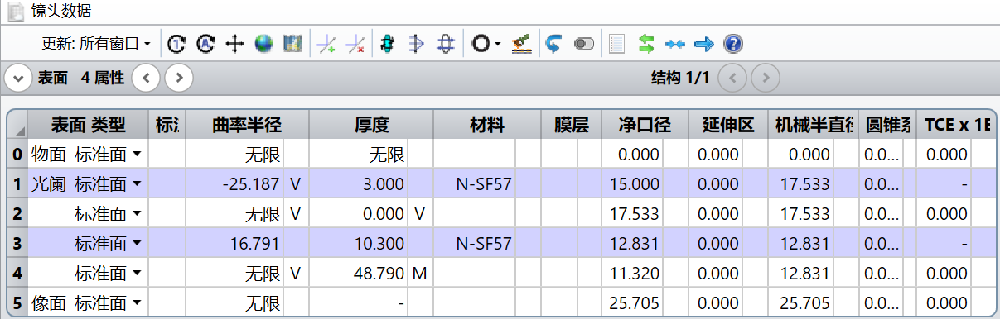 镜头数据
更新: 所有窗口
表面 4 属性 结构 1/1
表面 类型 标注 曲率半径 厚度 材料 膜层 净口径 延伸区 机械半直径 圆锥系 TCE x 1E
0 物面 标准面 无限 无限 0.000 0.000 0.000 0.0... 0.000
1 光阑 标准面 -25.187 V 3.000 N-SF57 15.000 0.000 17.533 0.0... -
2 标准面 无限 V 0.000 V 17.533 0.000 17.533 0.0... 0.000
3 标准面 16.791 10.300 N-SF57 12.831 0.000 12.831 0.0... -
4 标准面 无限 V 48.790 M 11.320 0.000 12.831 0.0... 0.000
5 像面 标准面 无限 - 25.705 0.000 25.705 0.0... 0.000